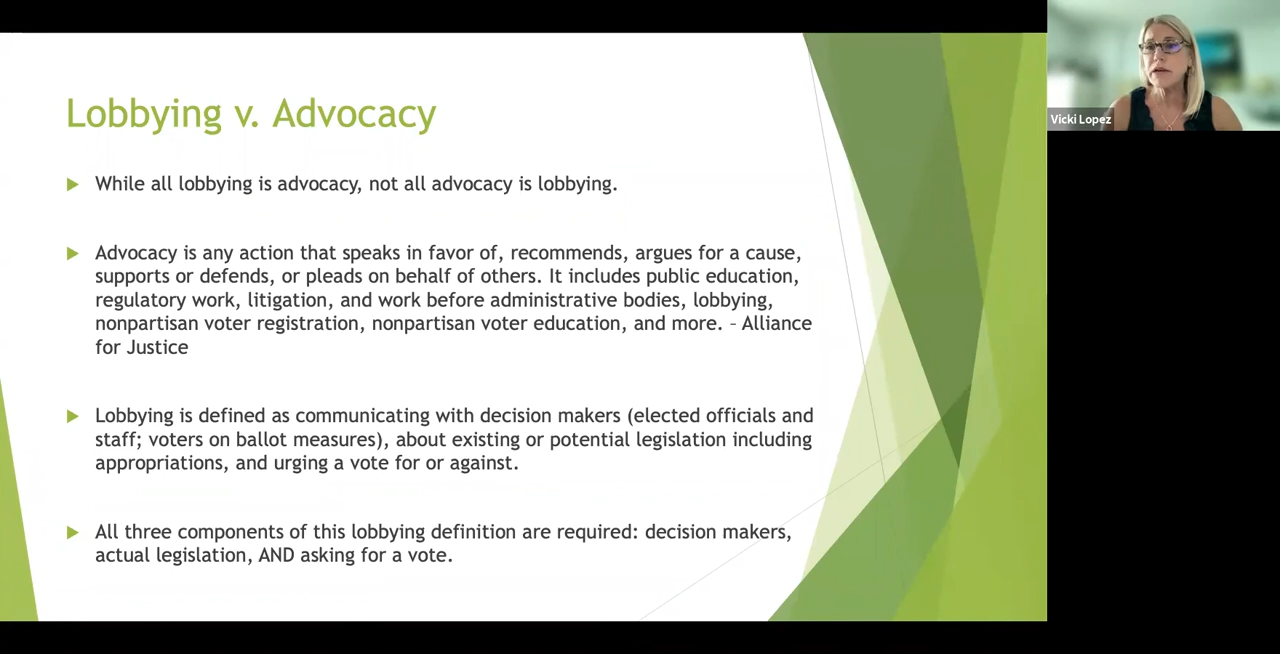 Lobbying v. Advocacy
While all lobbying is advocacy, not all advocacy is lobbying.
Advocacy is any action that speaks in favor of, recommends, argues for a cause,
supports or defends, or pleads on behalf of others. It includes public education,
regulatory work, litigation, and work before administrative bodies, lobbying,
nonpartisan voter registration, nonpartisan voter education, and more. – Alliance
for Justice
Lobbying is defined as communicating with decision makers (elected officials and
staff; voters on ballot measures), about existing or potential legislation including
appropriations, and urging a vote for or against.
All three components of this lobbying definition are required: decision makers,
actual legislation, AND asking for a vote.
Vicki Lopez